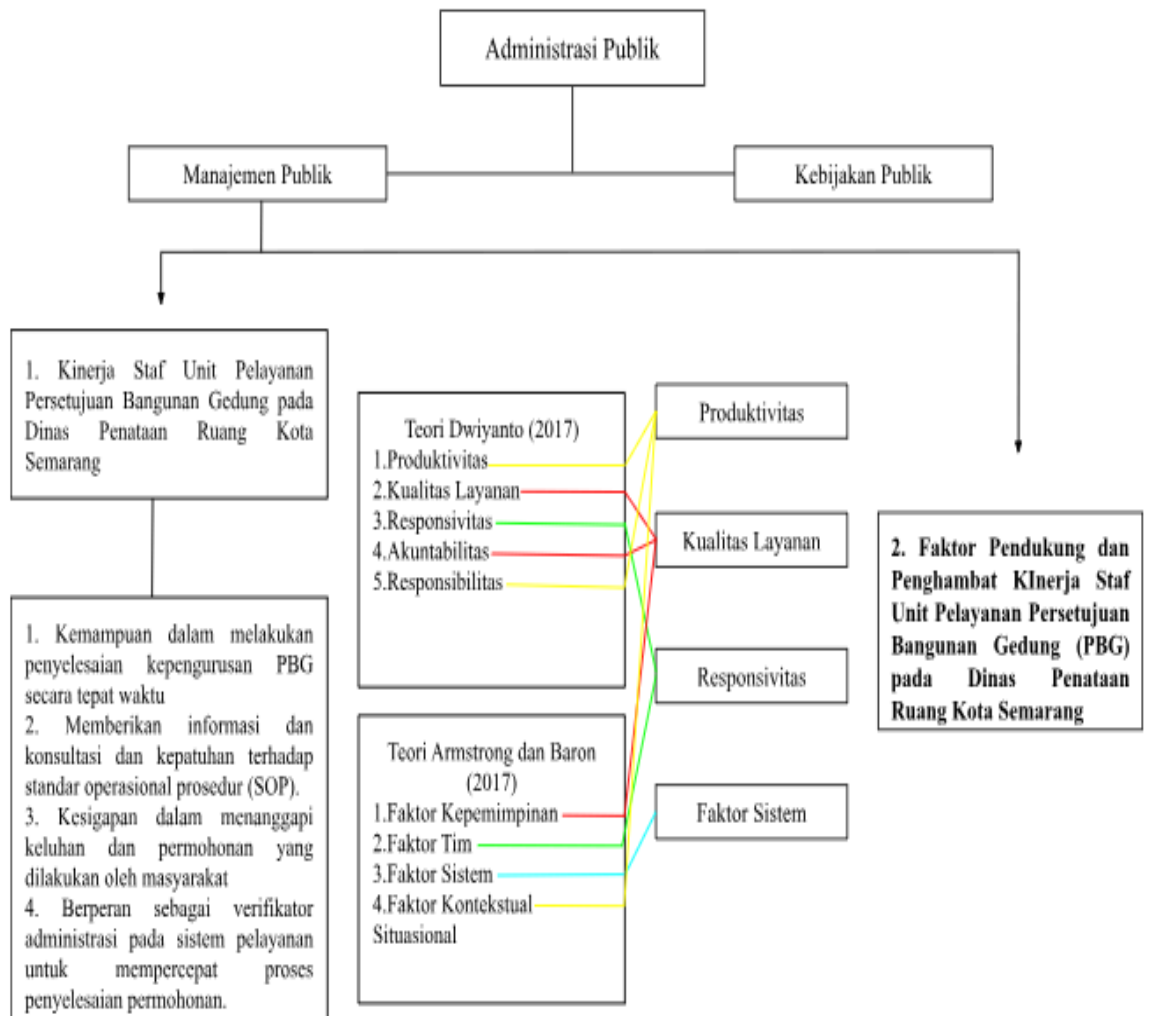 Administrasi Publik
Manajemen Publik
Kebijakan Publik
1. Kinerja Staf Unit Pelayanan
Persetujuan Bangunan Gedung pada
Dinas Penataan Ruang Kota
Semarang
1. Kemampuan dalam melakukan
penyelesaian kepengurusan PBG
secara tepat waktu
2. Memberikan informasi dan
konsultasi dan kepatuhan terhadap
standar operasional prosedur (SOP).
3. Kesigapan dalam menanggapi
keluhan dan permohonan yang
dilakukan oleh masyarakat
4. Berperan sebagai verifikator
administrasi pada sistem pelayanan
untuk mempercepat proses
penyelesaian permohonan.
Teori Dwiyanto (2017)
1.Produktivitas
2.Kualitas Layanan
3.Responsivitas
4.Akuntabilitas
5.Responsibilitas
Teori Armstrong dan Baron
(2017)
1.Faktor Kepemimpinan
2.Faktor Tim
3.Faktor Sistem
4.Faktor Kontekstual
Situasional
Produktivitas
Kualitas Layanan
Responsivitas
Faktor Sistem
2. Faktor Pendukung dan
Penghambat KInerja Staf
Unit Pelayanan Persetujuan
Bangunan Gedung (PBG)
pada Dinas Penataan
Ruang Kota Semarang